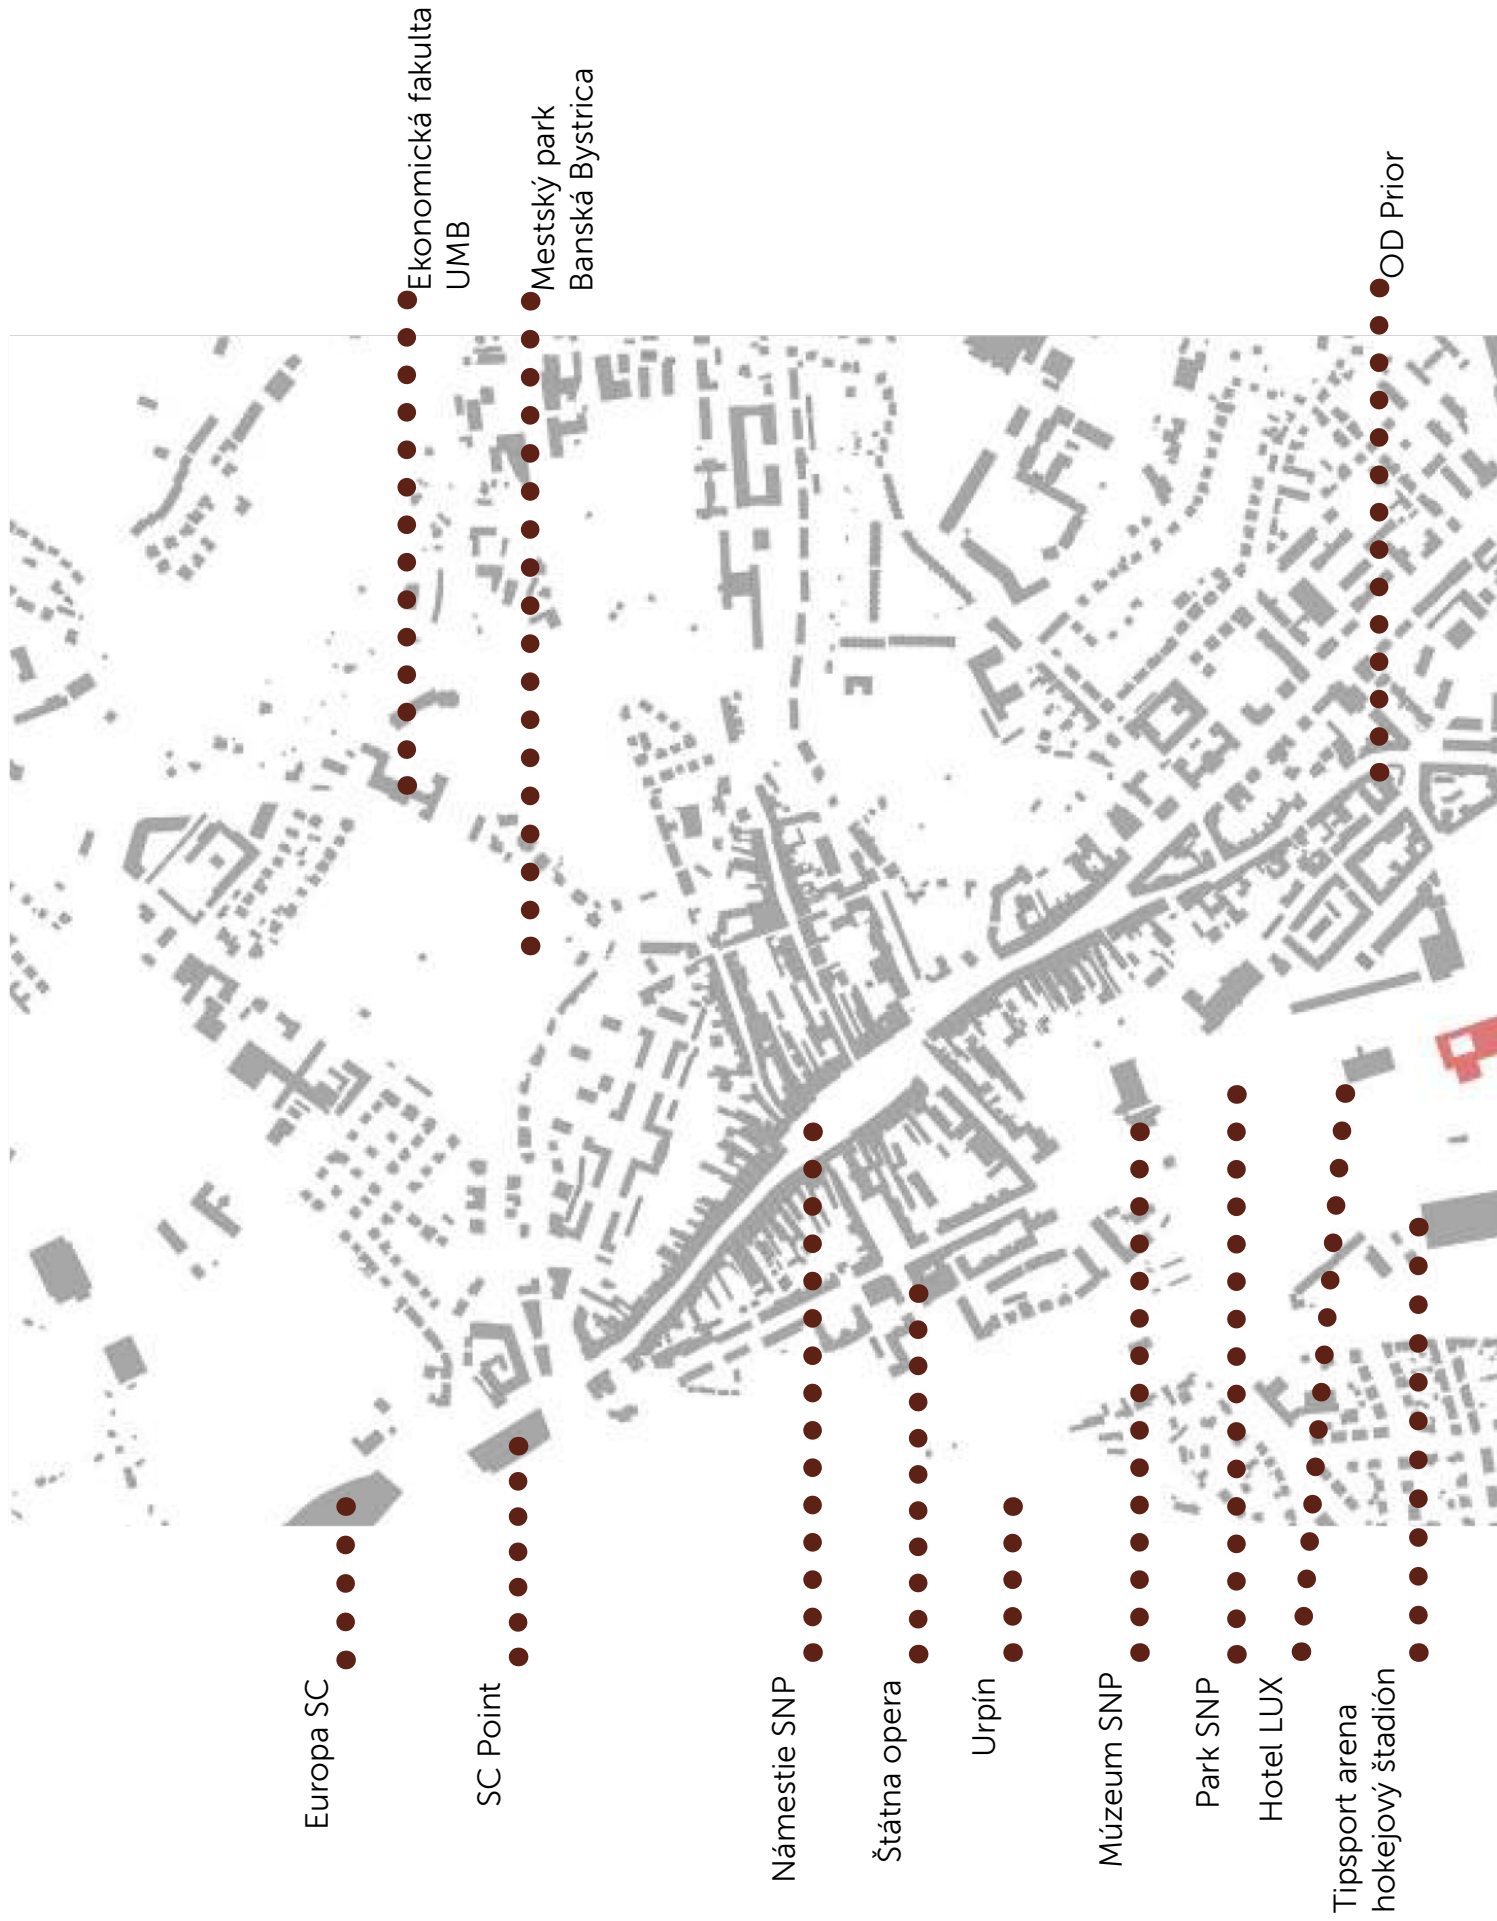 Ekonomická fakulta
UMB
Mestský park
Banská Bystrica
OD Prior
Europa SC
SC Point
Námestie SNP
Štátna opera
Urpín
Múzeum SNP
Park SNP
Hotel LUX
Tipsport arena
hokejový štadión